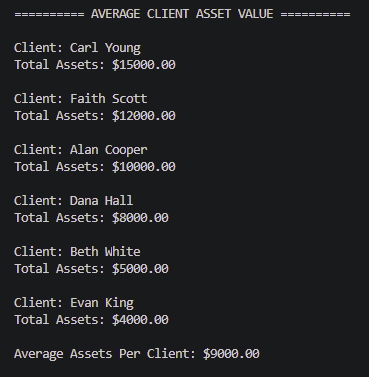 ========== AVERAGE CLIENT ASSET VALUE ==========
Client: Carl Young
Total Assets: $15000.00
Client: Faith Scott
Total Assets: $12000.00
Client: Alan Cooper
Total Assets: $10000.00
Client: Dana Hall
Total Assets: $8000.00
Client: Beth White
Total Assets: $5000.00
Client: Evan King
Total Assets: $4000.00
Average Assets Per Client: $9000.00